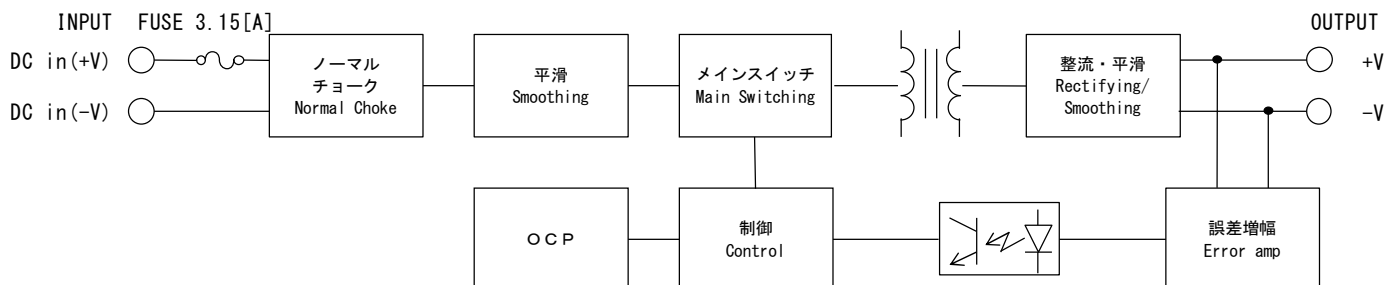 INPUT FUSE 3.15[A]
OUTPUT
DC in(+V)
DC in(-V)
ノーマル
チョーク
Normal Choke
平滑
Smoothing
メインスイッチ
Main Switching
整流・平滑
Rectifying/
Smoothing
+V
-V
ＯＣＰ
制御
Control
誤差増幅
Error amp